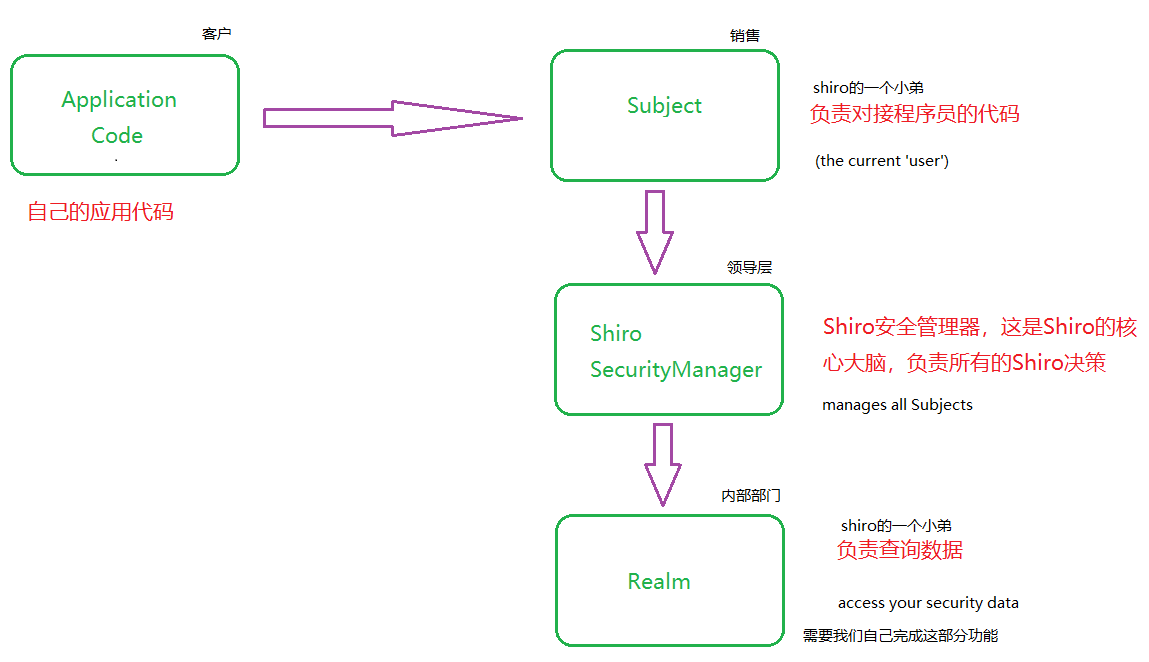 客户
Application
Code
.
自己的应用代码
销售
Subject
shiro的一个小弟
负责对接程序员的代码
(the current 'user')
领导层
Shiro
SecurityManager
Shiro安全管理器，这是Shiro的核
心大脑，负责所有的Shiro决策
manages all Subjects
内部部门
Realm
shiro的一个小弟
负责查询数据
access your security data
需要我们自己完成这部分功能